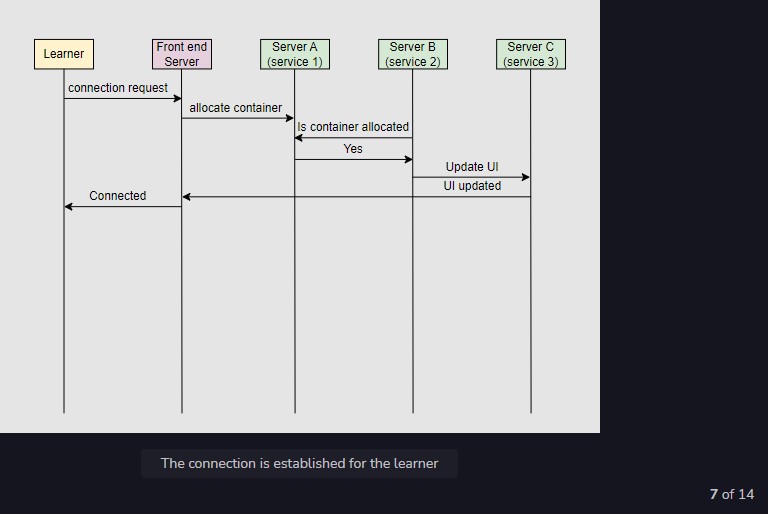 Learner
Front end
Server
Server A
(service 1)
Server B
(service 2)
Server C
(service 3)
connection request
allocate container
Is container allocated
Yes
Update UI
UI updated
Connected
The connection is established for the learner
7 of 14